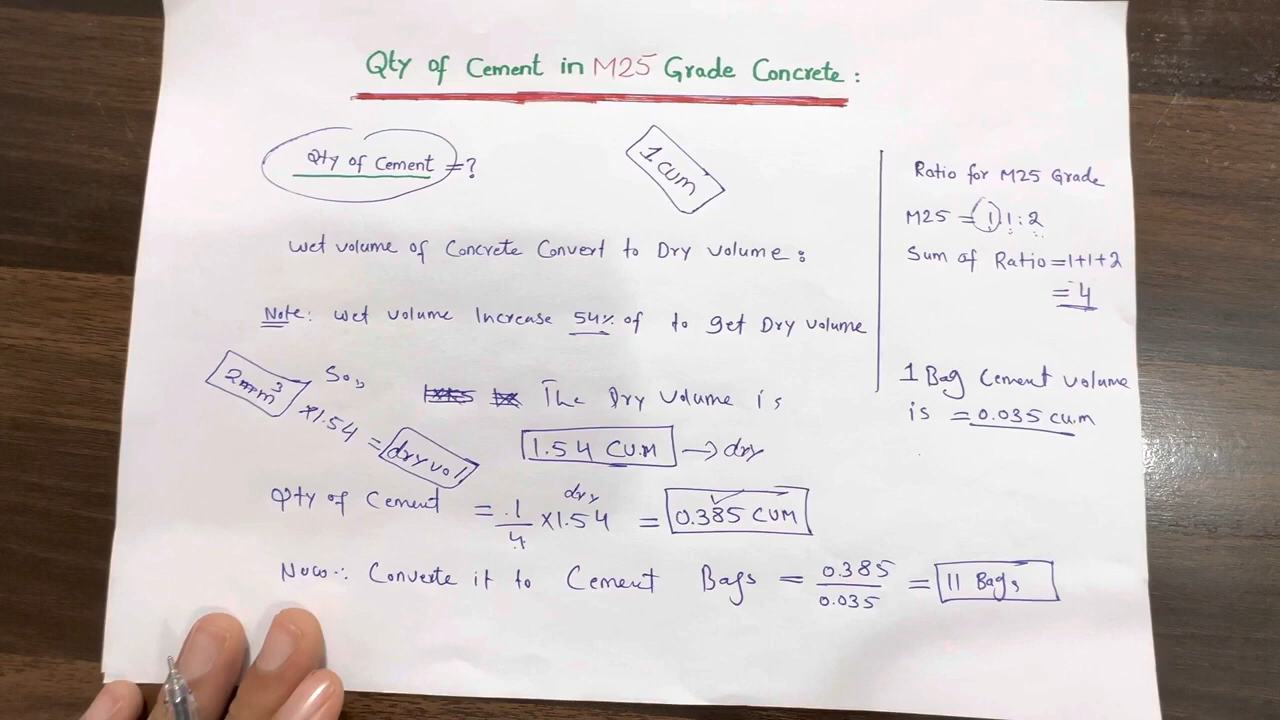 Qty of Cement in M25 Grade Concrete:
Qty of Cement = ?
1 cum
Wet volume of Concrete Convert to Dry Volume:
Note: Wet volume Increase 54% of to get Dry volume
So,
The Dry Volume is
2m³ × 1.54 = dry vol
1.54 CU.M → dry
Qty of Cement = 1/4 × 1.54 dry = 0.385 CUM
Now: Converte it to Cement Bags = 0.385/0.035 = 11 Bags
Ratio for M25 Grade
M25 = 1:1:2
Sum of Ratio = 1+1+2
= 4
1 Bag Cement volume
is = 0.035 cu.m